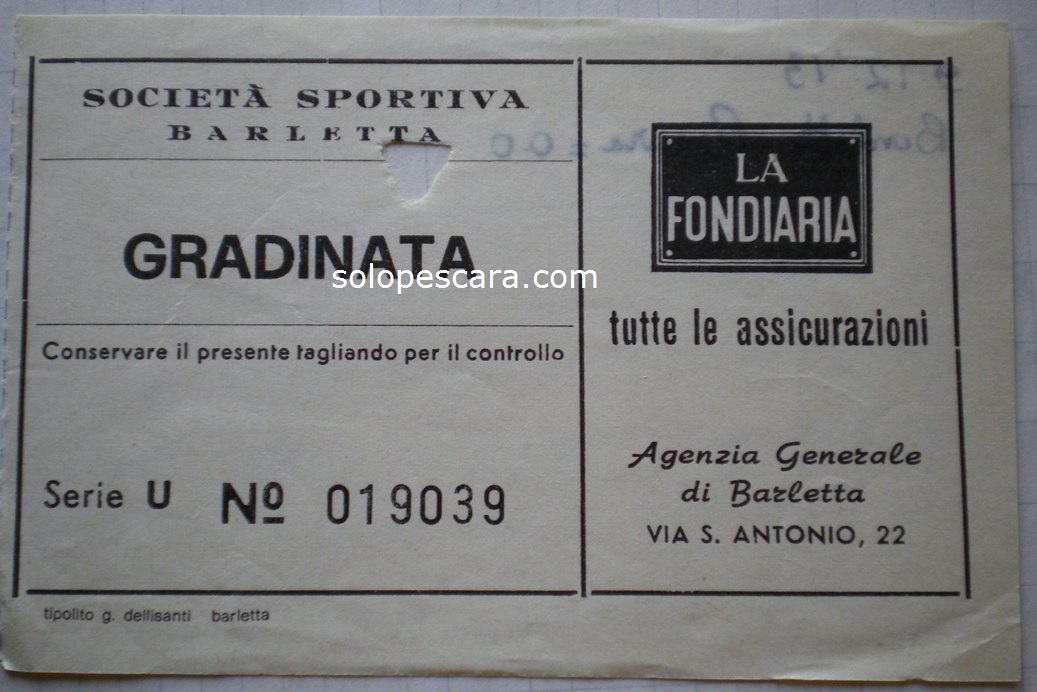 SOCIETÀ SPORTIVA
BARLETTA
GRADINATA
solopescara.com
Conservare il presente tagliando per il controllo
Serie U Nº 019039
tipolito g. dellisanti barletta
LA
FONDIARIA
tutte le assicurazioni
Agenzia Generale
di Barletta
VIA S. ANTONIO, 22